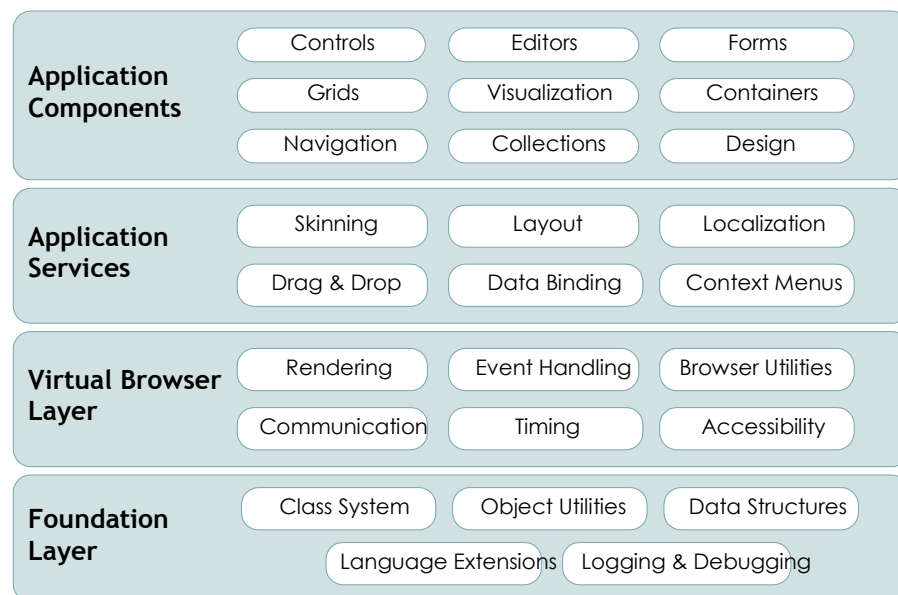 Application
Components
Controls
Editors
Forms
Grids
Visualization
Containers
Navigation
Collections
Design
Application
Services
Skinning
Layout
Localization
Drag & Drop
Data Binding
Context Menus
Virtual Browser
Layer
Rendering
Event Handling
Browser Utilities
Communication
Timing
Accessibility
Foundation
Layer
Class System
Object Utilities
Data Structures
Language Extensions
Logging & Debugging